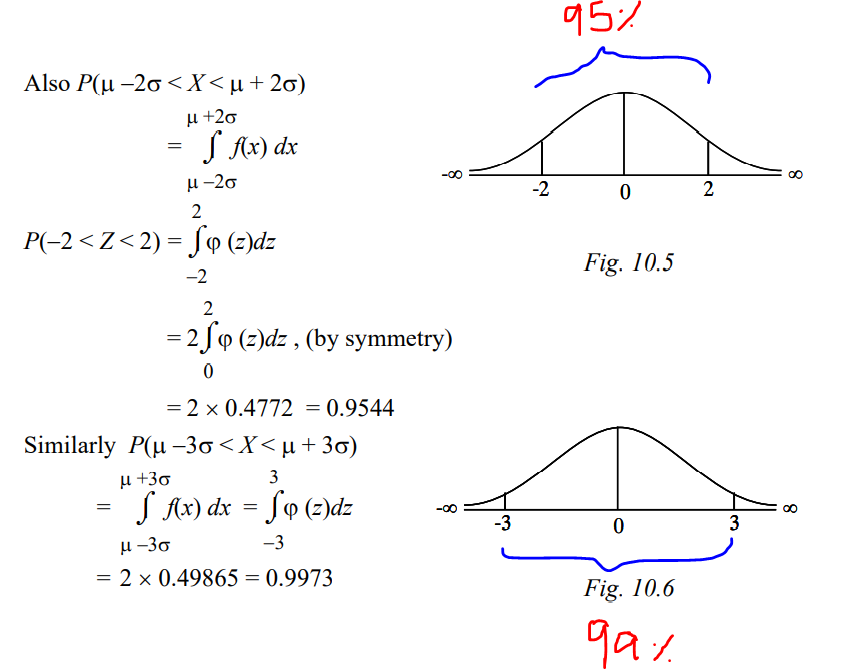 95%
Also P(μ –2σ < X < μ + 2σ)
μ +2σ
= ∫ f(x) dx
μ –2σ
-∞ -2 0 2 ∞
2
P(–2 < Z < 2) = ∫φ (z)dz
–2
Fig. 10.5
2
= 2∫φ (z)dz , (by symmetry)
0
= 2 × 0.4772 = 0.9544
Similarly P(μ –3σ < X < μ + 3σ)
μ +3σ 3
= ∫ f(x) dx = ∫φ (z)dz
μ –3σ –3
-∞ -3 0 3 ∞
= 2 × 0.49865 = 0.9973
Fig. 10.6
99%